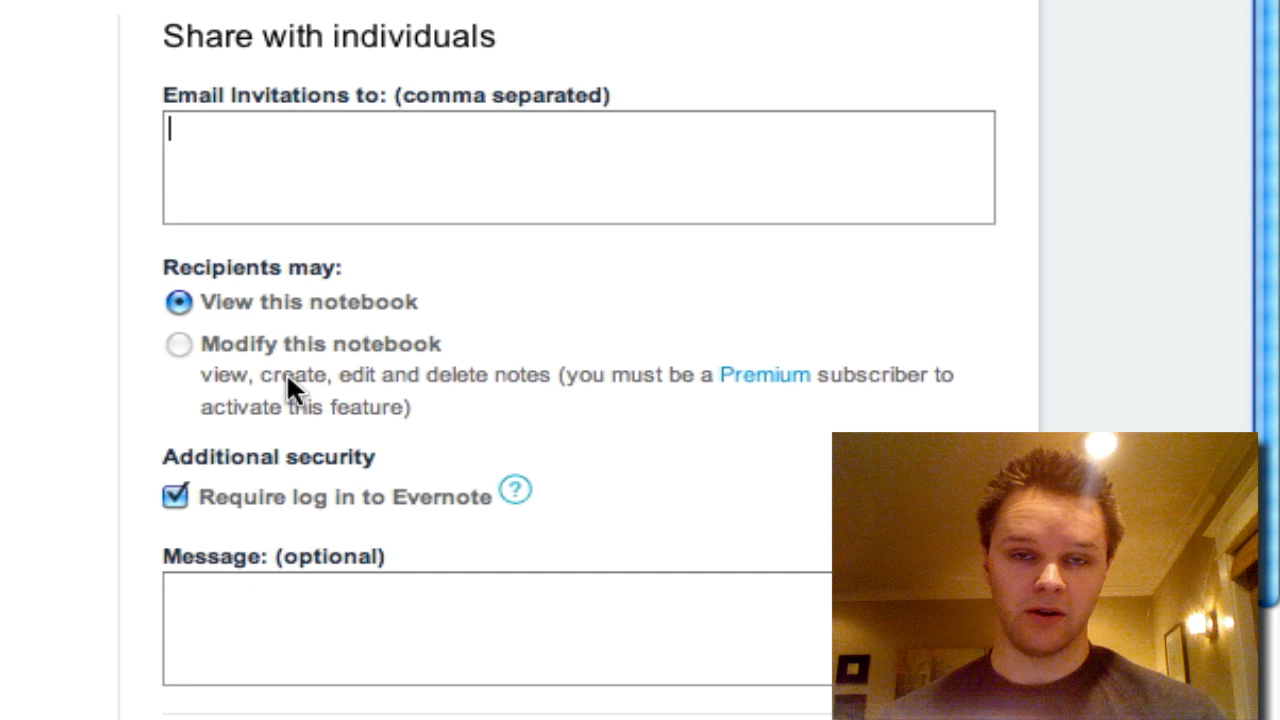 Share with individuals
Email Invitations to: (comma separated)
Recipients may:
View this notebook
Modify this notebook
view, create, edit and delete notes (you must be a Premium subscriber to
activate this feature)
Additional security
Require log in to Evernote ?
Message: (optional)